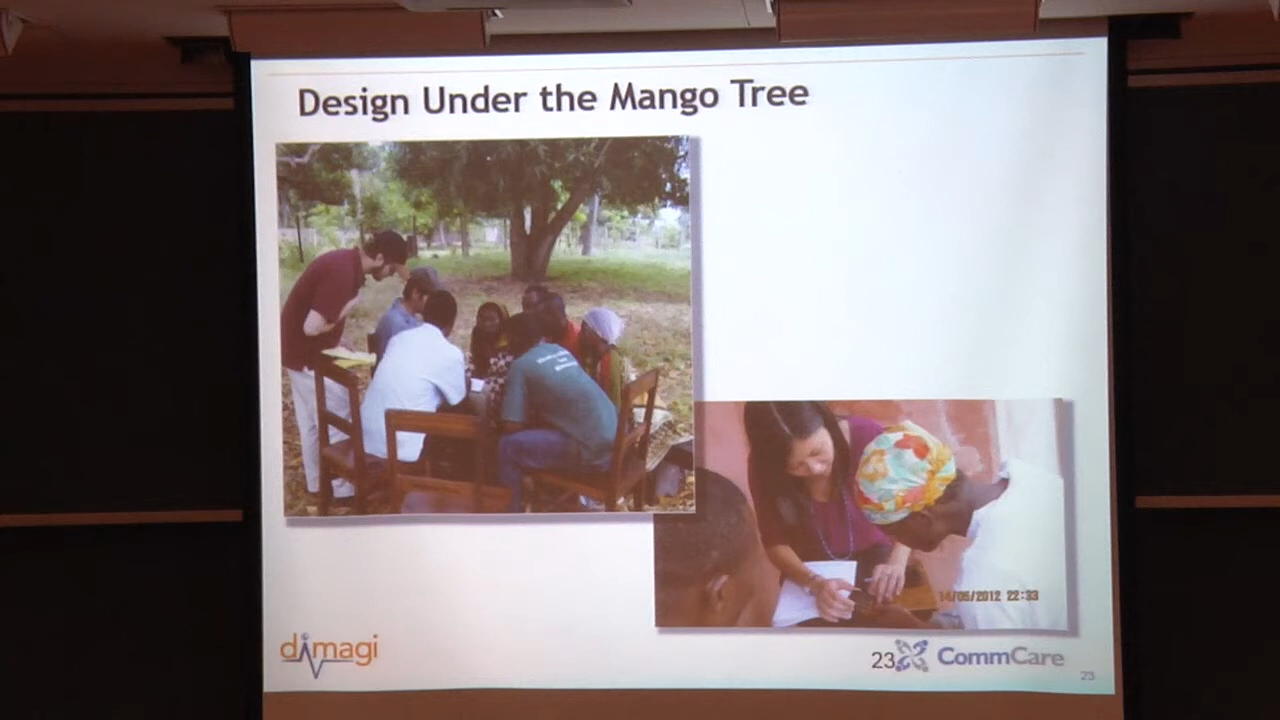 Design Under the Mango Tree
14/05/2012 22:33
dimagi
23
CommCare
23